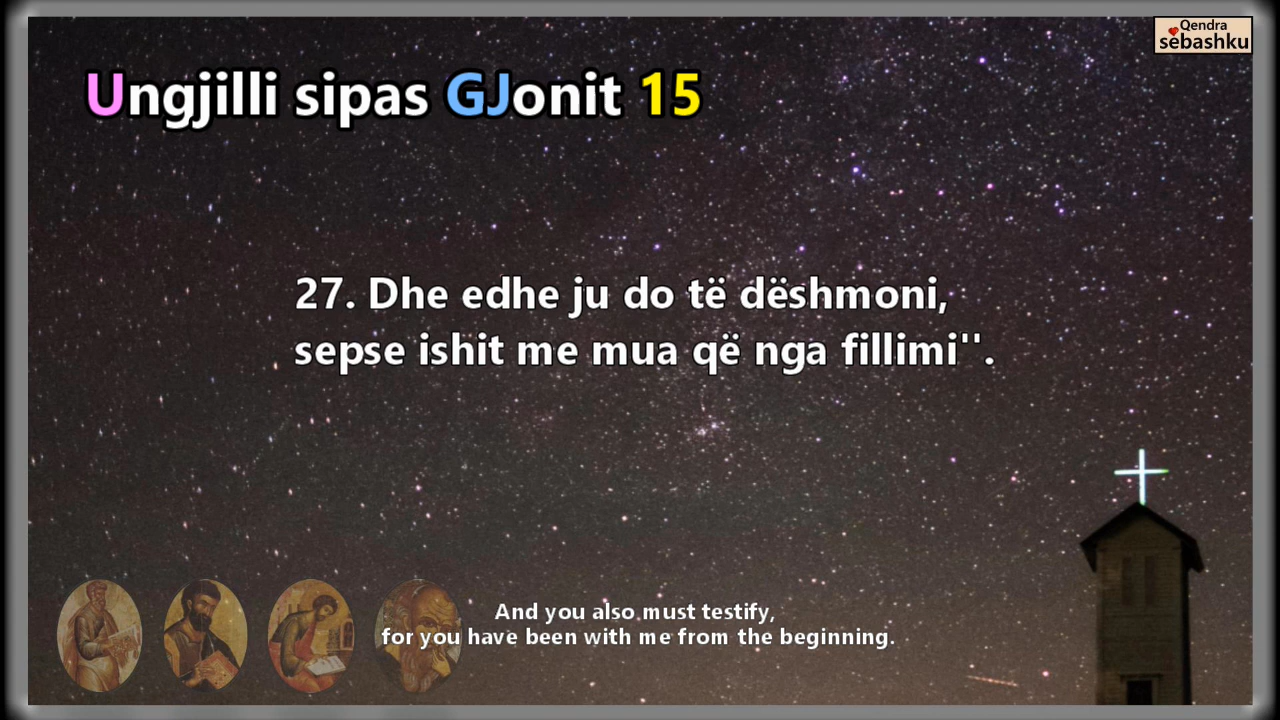 Qendra
sebashku
Ungjilli sipas GJonit 15
27. Dhe edhe ju do të dëshmoni,
sepse ishit me mua që nga fillimi''.
And you also must testify,
for you have been with me from the beginning.